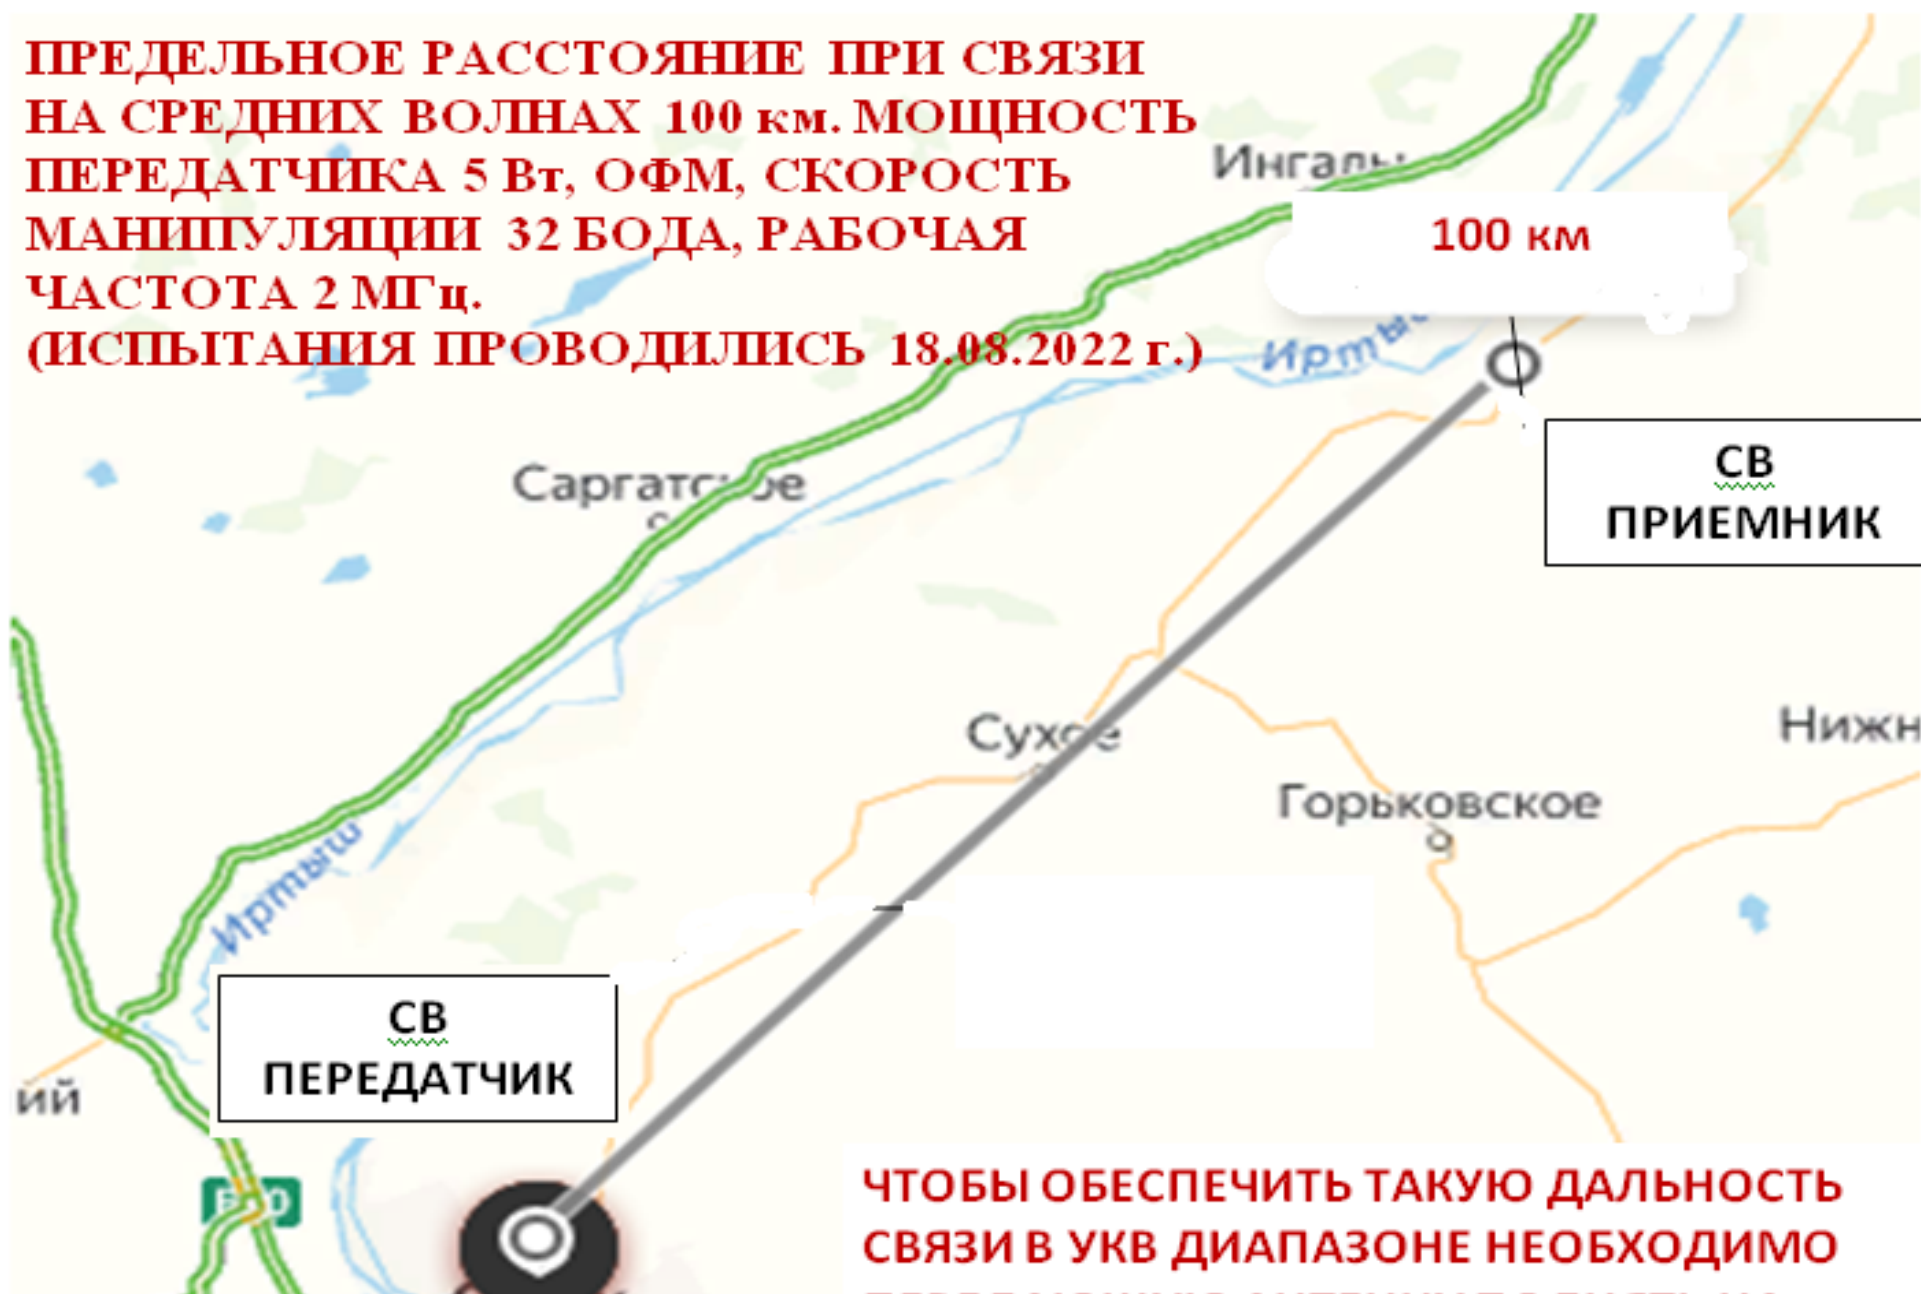 ПРЕДЕЛЬНОЕ РАССТОЯНИЕ ПРИ СВЯЗИ
НА СРЕДНИХ ВОЛНАХ 100 км. МОЩНОСТЬ
ПЕРЕДАТЧИКА 5 Вт, ОФМ, СКОРОСТЬ
МАНИПУЛЯЦИИ 32 БОДА, РАБОЧАЯ
ЧАСТОТА 2 МГц.
(ИСПЫТАНИЯ ПРОВОДИЛИСЬ 18.08.2022 г.)
Ингалы
100 км
Иртыш
СВ
ПРИЕМНИК
Саргатское
Сухое
Нижн
Горьковское
Иртыш
СВ
ПЕРЕДАТЧИК
ий
ЧТОБЫ ОБЕСПЕЧИТЬ ТАКУЮ ДАЛЬНОСТЬ
СВЯЗИ В УКВ ДИАПАЗОНЕ НЕОБХОДИМО